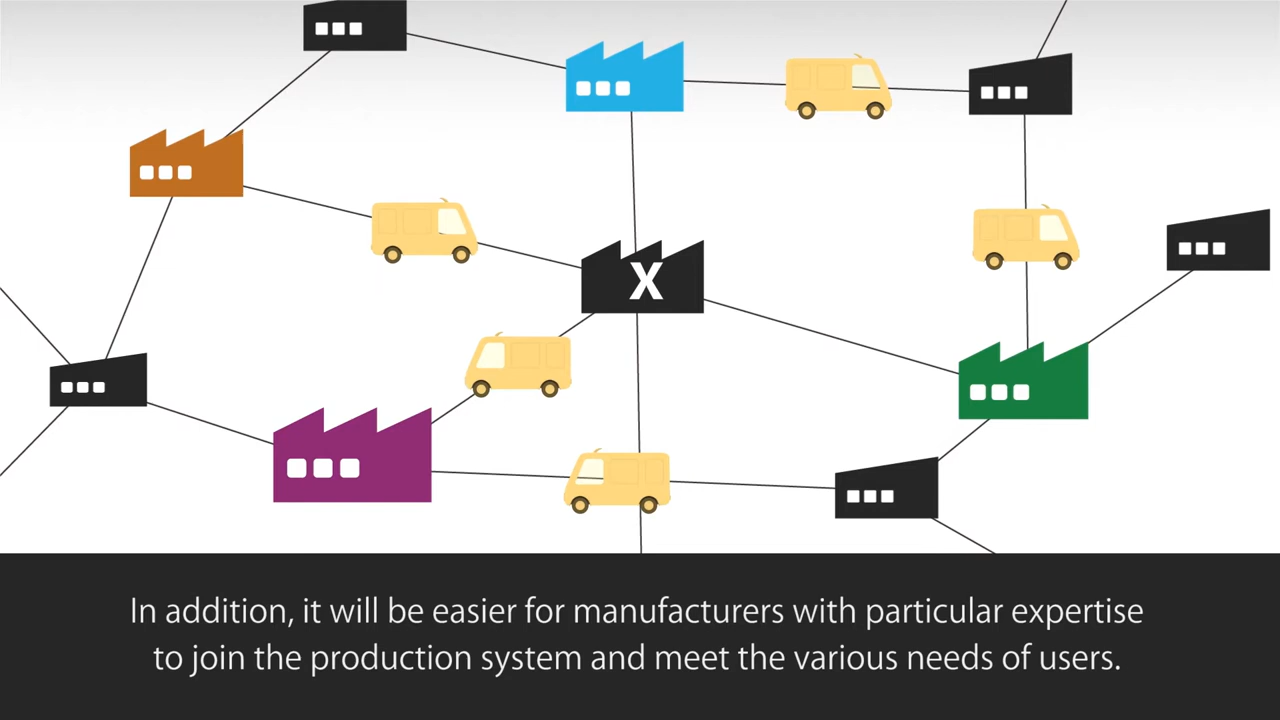 X
In addition, it will be easier for manufacturers with particular expertise
to join the production system and meet the various needs of users.